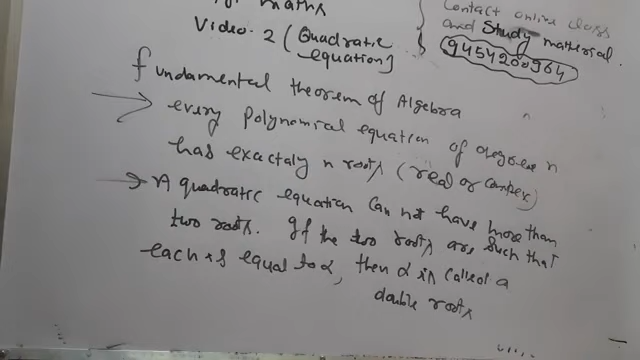 maths
Video: 2 (Quadratic
equation)
Contact online class
and Study material
9454200964
fundamental theorem of Algebra
→ every polynomial equation of degree n
has exactaly n roots (real or compex)
→ A quadratic equation can not have more than
two roots. If the two roots are such that
each is equal to α, then α is called a
double roots